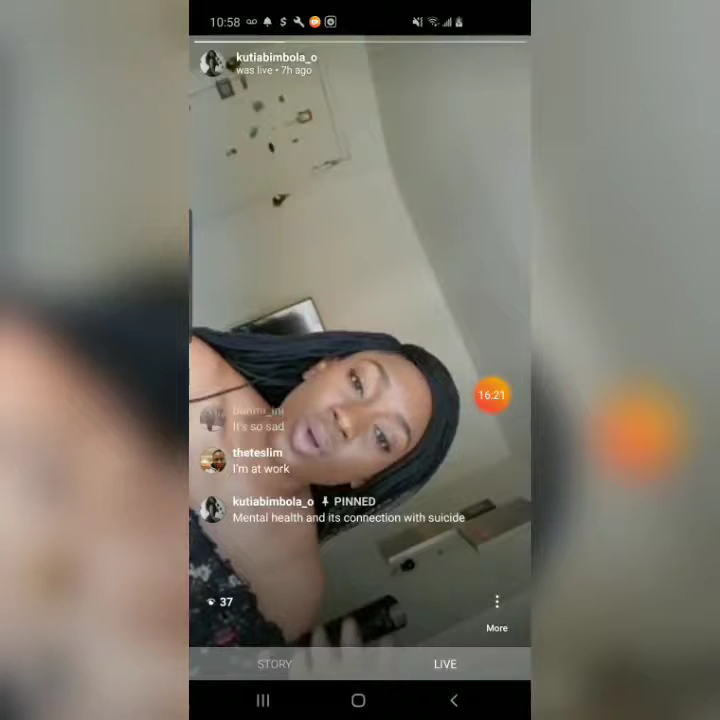 10:58
kutiabimbola_o
was live • 7h ago
16:21
bunmi_ini
It's so sad
theteslim
I'm at work
kutiabimbola_o PINNED
Mental health and its connection with suicide
37
More
STORY LIVE